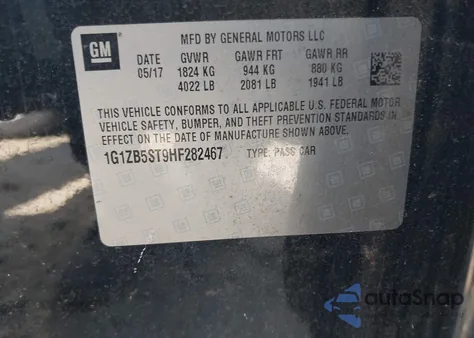 GM
MFD BY GENERAL MOTORS LLC
DATE GVWR GAWR FRT GAWR RR
05/17 1824 KG 944 KG 880 KG
4022 LB 2081 LB 1941 LB
THIS VEHICLE CONFORMS TO ALL APPLICABLE U.S. FEDERAL MOTOR
VEHICLE SAFETY, BUMPER, AND THEFT PREVENTION STANDARDS IN
EFFECT ON THE DATE OF MANUFACTURE SHOWN ABOVE.
1G1ZB5ST9HF282467 TYPE: PASS CAR
autoSnap